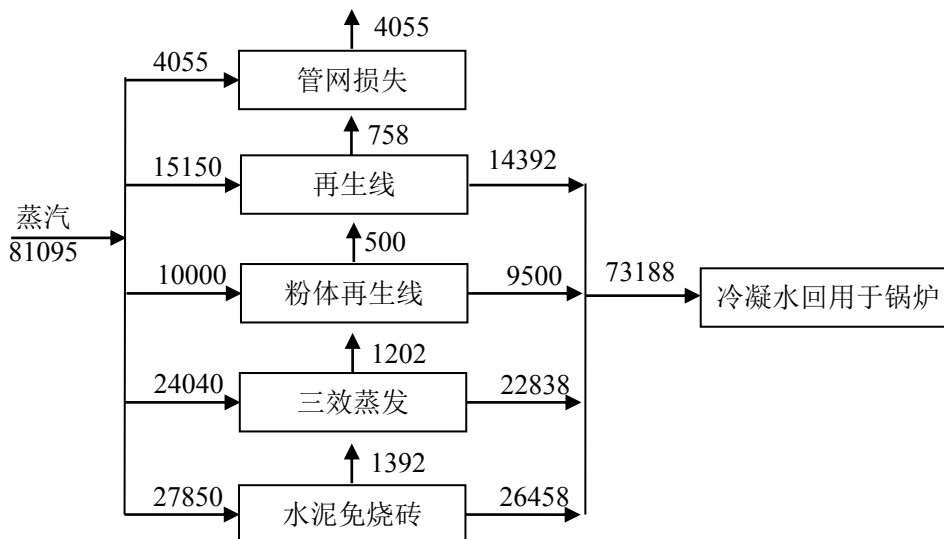 4055
4055
管网损失
758
15150
14392
再生线
蒸汽
81095
500
10000
9500
73188
粉体再生线
冷凝水回用于锅炉
1202
24040
22838
三效蒸发
1392
27850
26458
水泥免烧砖